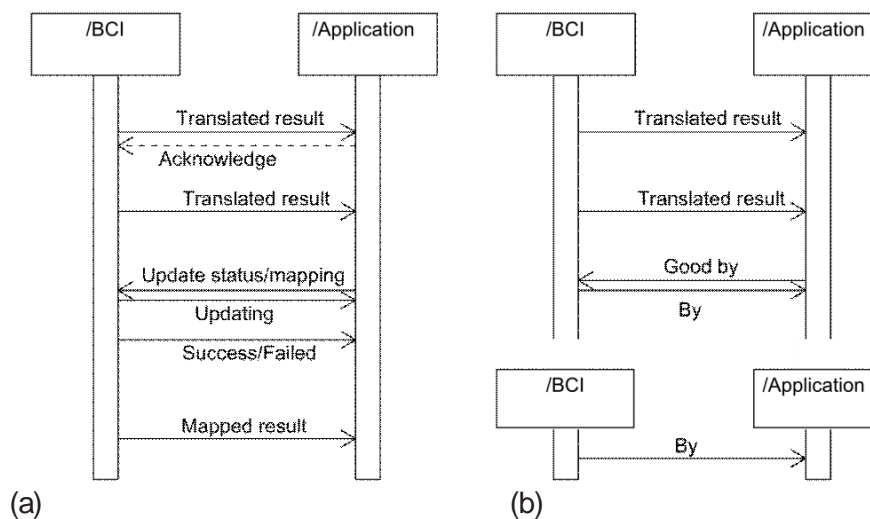 /BCI
/Application
Translated result
Acknowledge
Translated result
Update status/mapping
Updating
Success/Failed
Mapped result
(a)
/BCI
/Application
Translated result
Translated result
Good by
By
/BCI
/Application
By
(b)